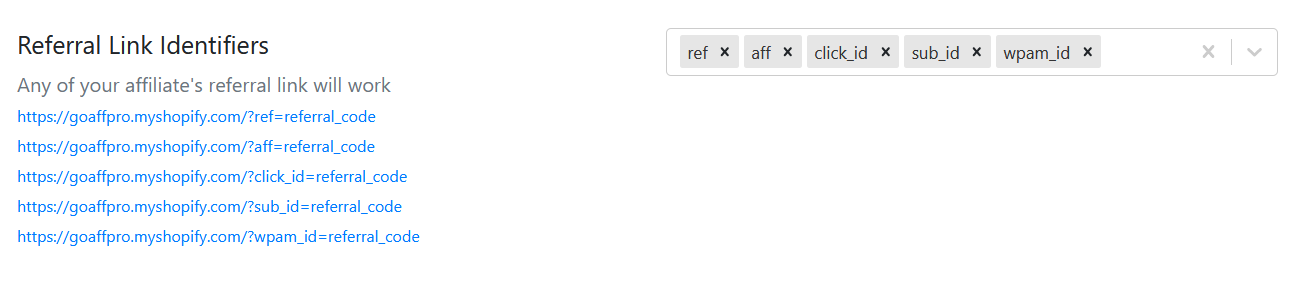 Referral Link Identifiers
ref × aff × click_id × sub_id × wpam_id ×
Any of your affiliate's referral link will work
https://goaffpro.myshopify.com/?ref=referral_code
https://goaffpro.myshopify.com/?aff=referral_code
https://goaffpro.myshopify.com/?click_id=referral_code
https://goaffpro.myshopify.com/?sub_id=referral_code
https://goaffpro.myshopify.com/?wpam_id=referral_code